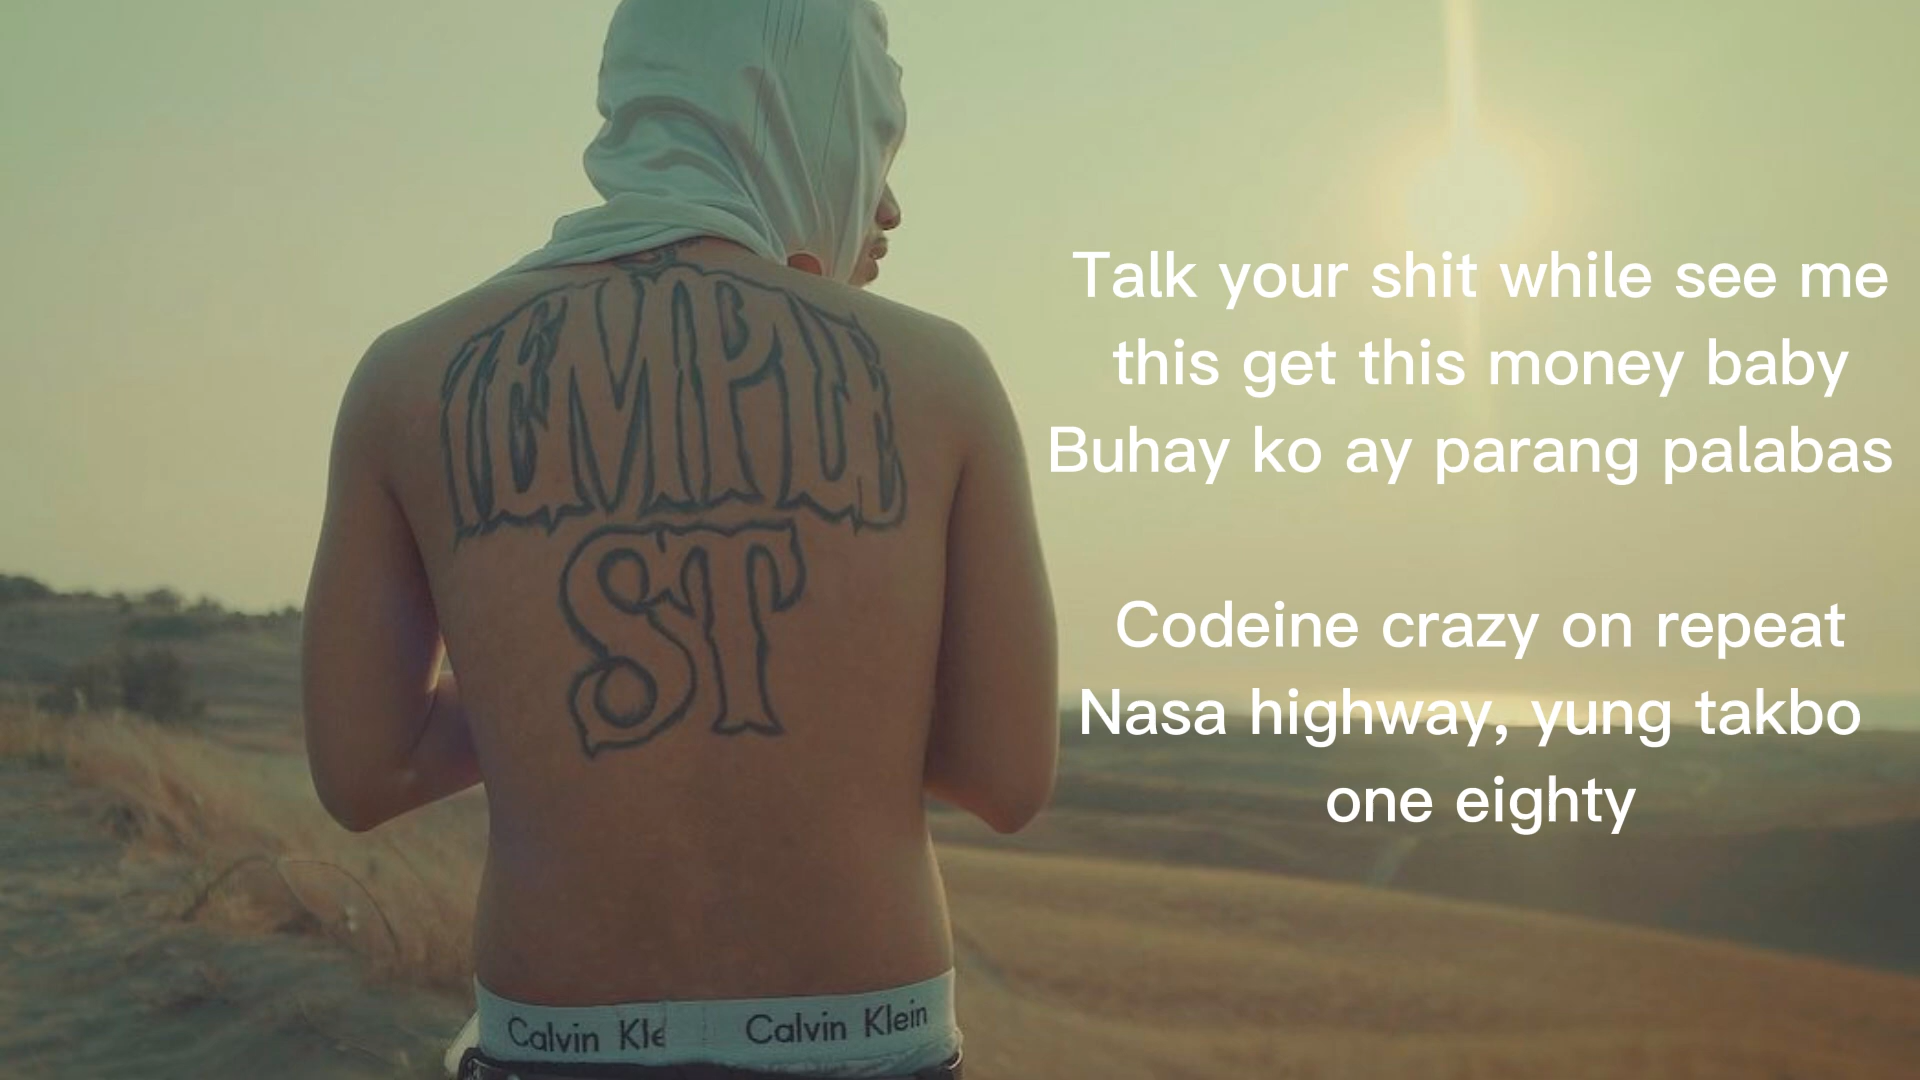 TEMPLE
ST
Talk your shit while see me
this get this money baby
Buhay ko ay parang palabas
Codeine crazy on repeat
Nasa highway, yung takbo
one eighty
Calvin Kle Calvin Klein